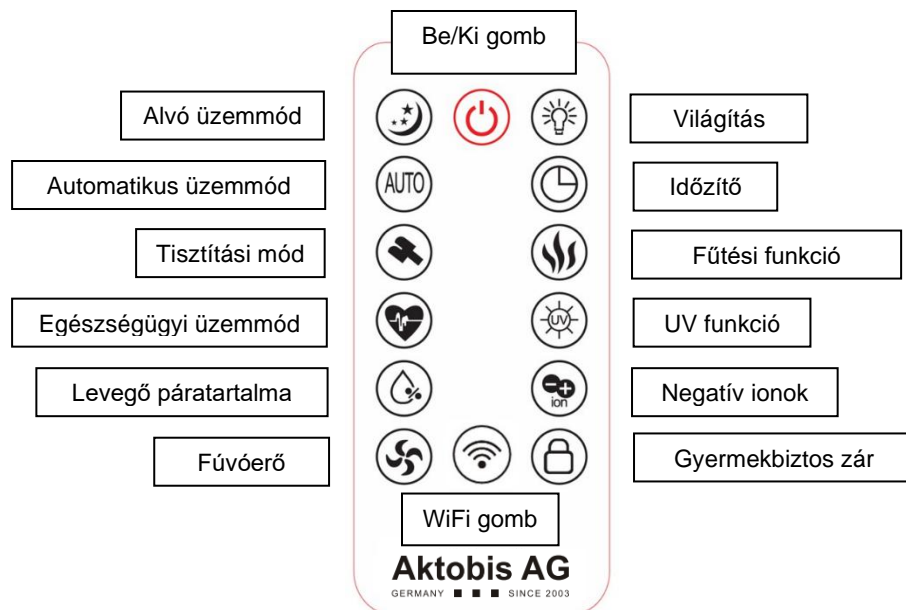 Be/Ki gomb
Alvó üzemmód
Világítás
Automatikus üzemmód
AUTO
Időzítő
Tisztítási mód
Fűtési funkció
Egészségügyi üzemmód
UV
UV funkció
Levegő páratartalma
ion
Negatív ionok
Fúvóerő
Gyermekbiztos zár
WiFi gomb
Aktobis AG
GERMANY ■ ■ ■ SINCE 2003